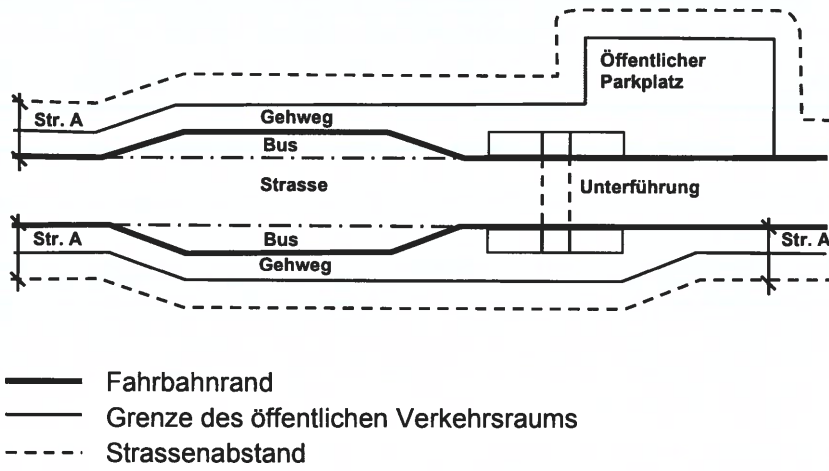 Öffentlicher
Parkplatz
Str. A
Gehweg
Bus
Strasse
Unterführung
Str. A
Bus
Str. A
Gehweg
Fahrbahnrand
Grenze des öffentlichen Verkehrsraums
Strassenabstand